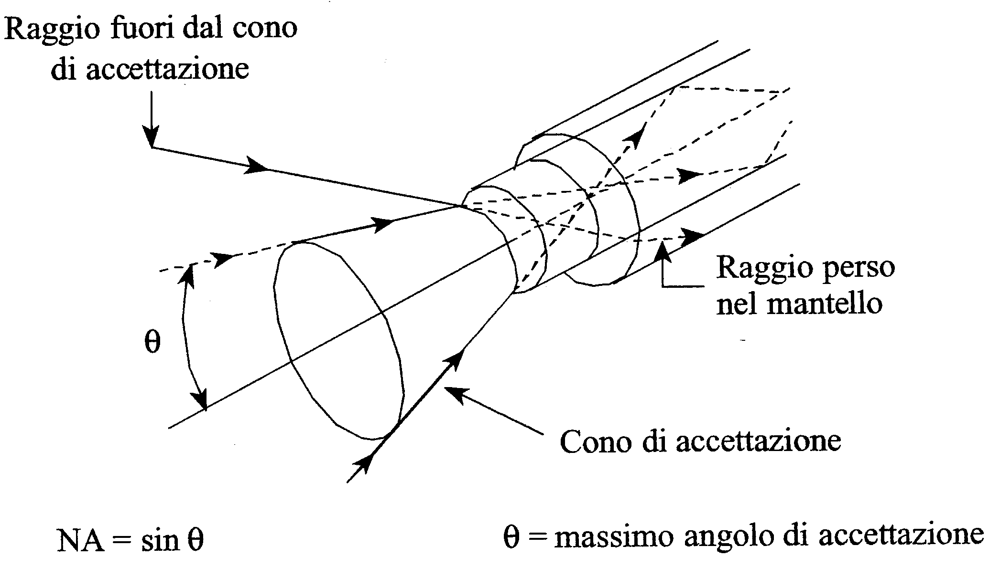 Raggio fuori dal cono
di accettazione
θ
Raggio perso
nel mantello
Cono di accettazione
NA = sin θ
θ = massimo angolo di accettazione